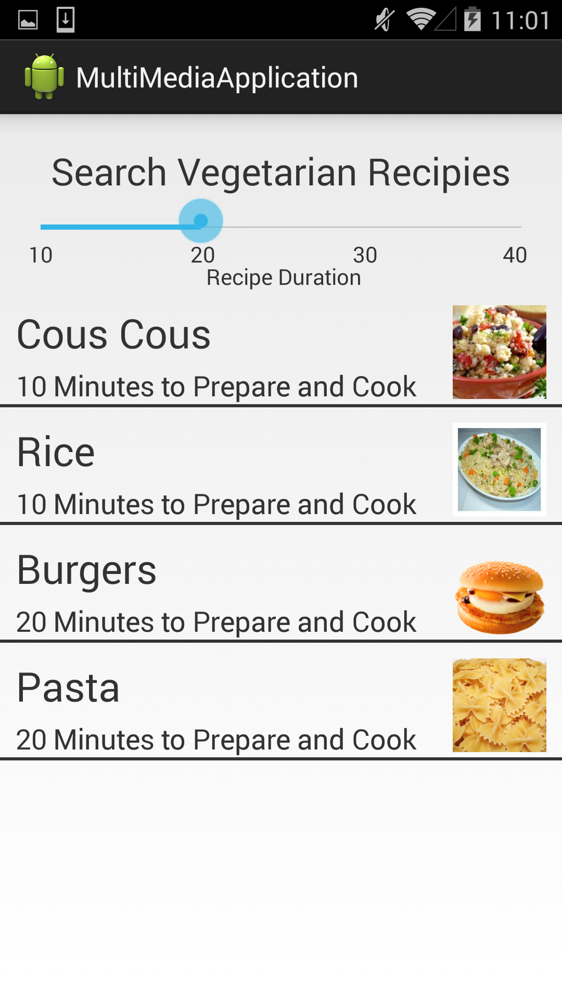 11:01
MultiMediaApplication
Search Vegetarian Recipies
10 20 30 40
Recipe Duration
Cous Cous
10 Minutes to Prepare and Cook
Rice
10 Minutes to Prepare and Cook
Burgers
20 Minutes to Prepare and Cook
Pasta
20 Minutes to Prepare and Cook